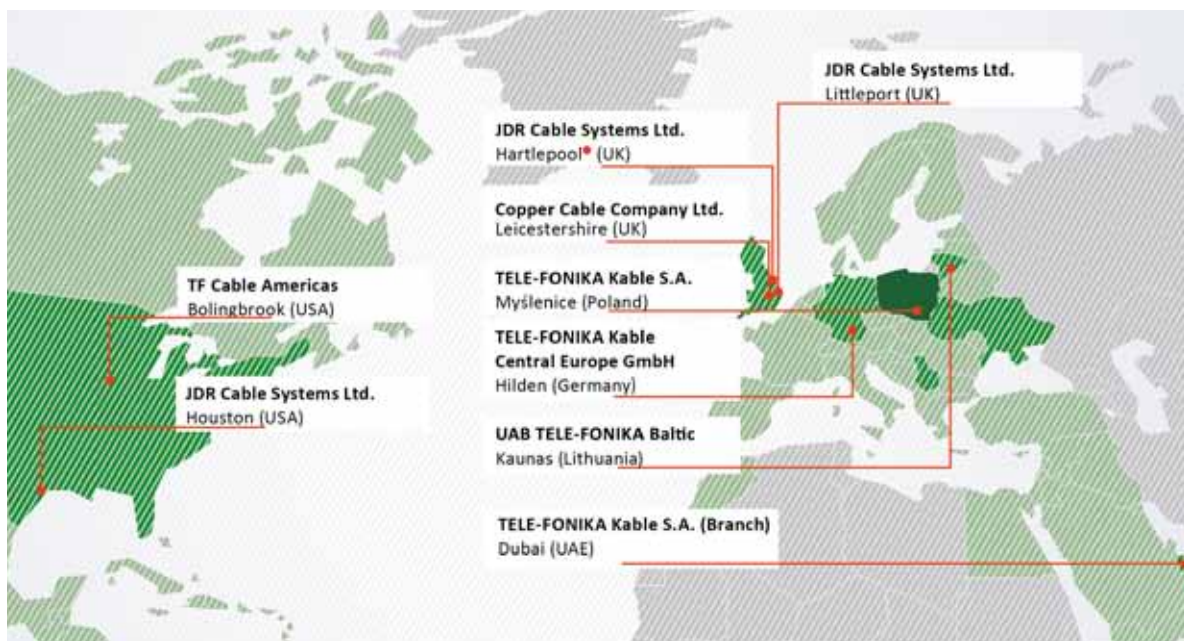 JDR Cable Systems Ltd.
Littleport (UK)
JDR Cable Systems Ltd.
Hartlepool• (UK)
Copper Cable Company Ltd.
Leicestershire (UK)
TF Cable Americas
Bolingbrook (USA)
TELE-FONIKA Kable S.A.
Myślenice (Poland)
TELE-FONIKA Kable
Central Europe GmbH
Hilden (Germany)
JDR Cable Systems Ltd.
Houston (USA)
UAB TELE-FONIKA Baltic
Kaunas (Lithuania)
TELE-FONIKA Kable S.A. (Branch)
Dubai (UAE)